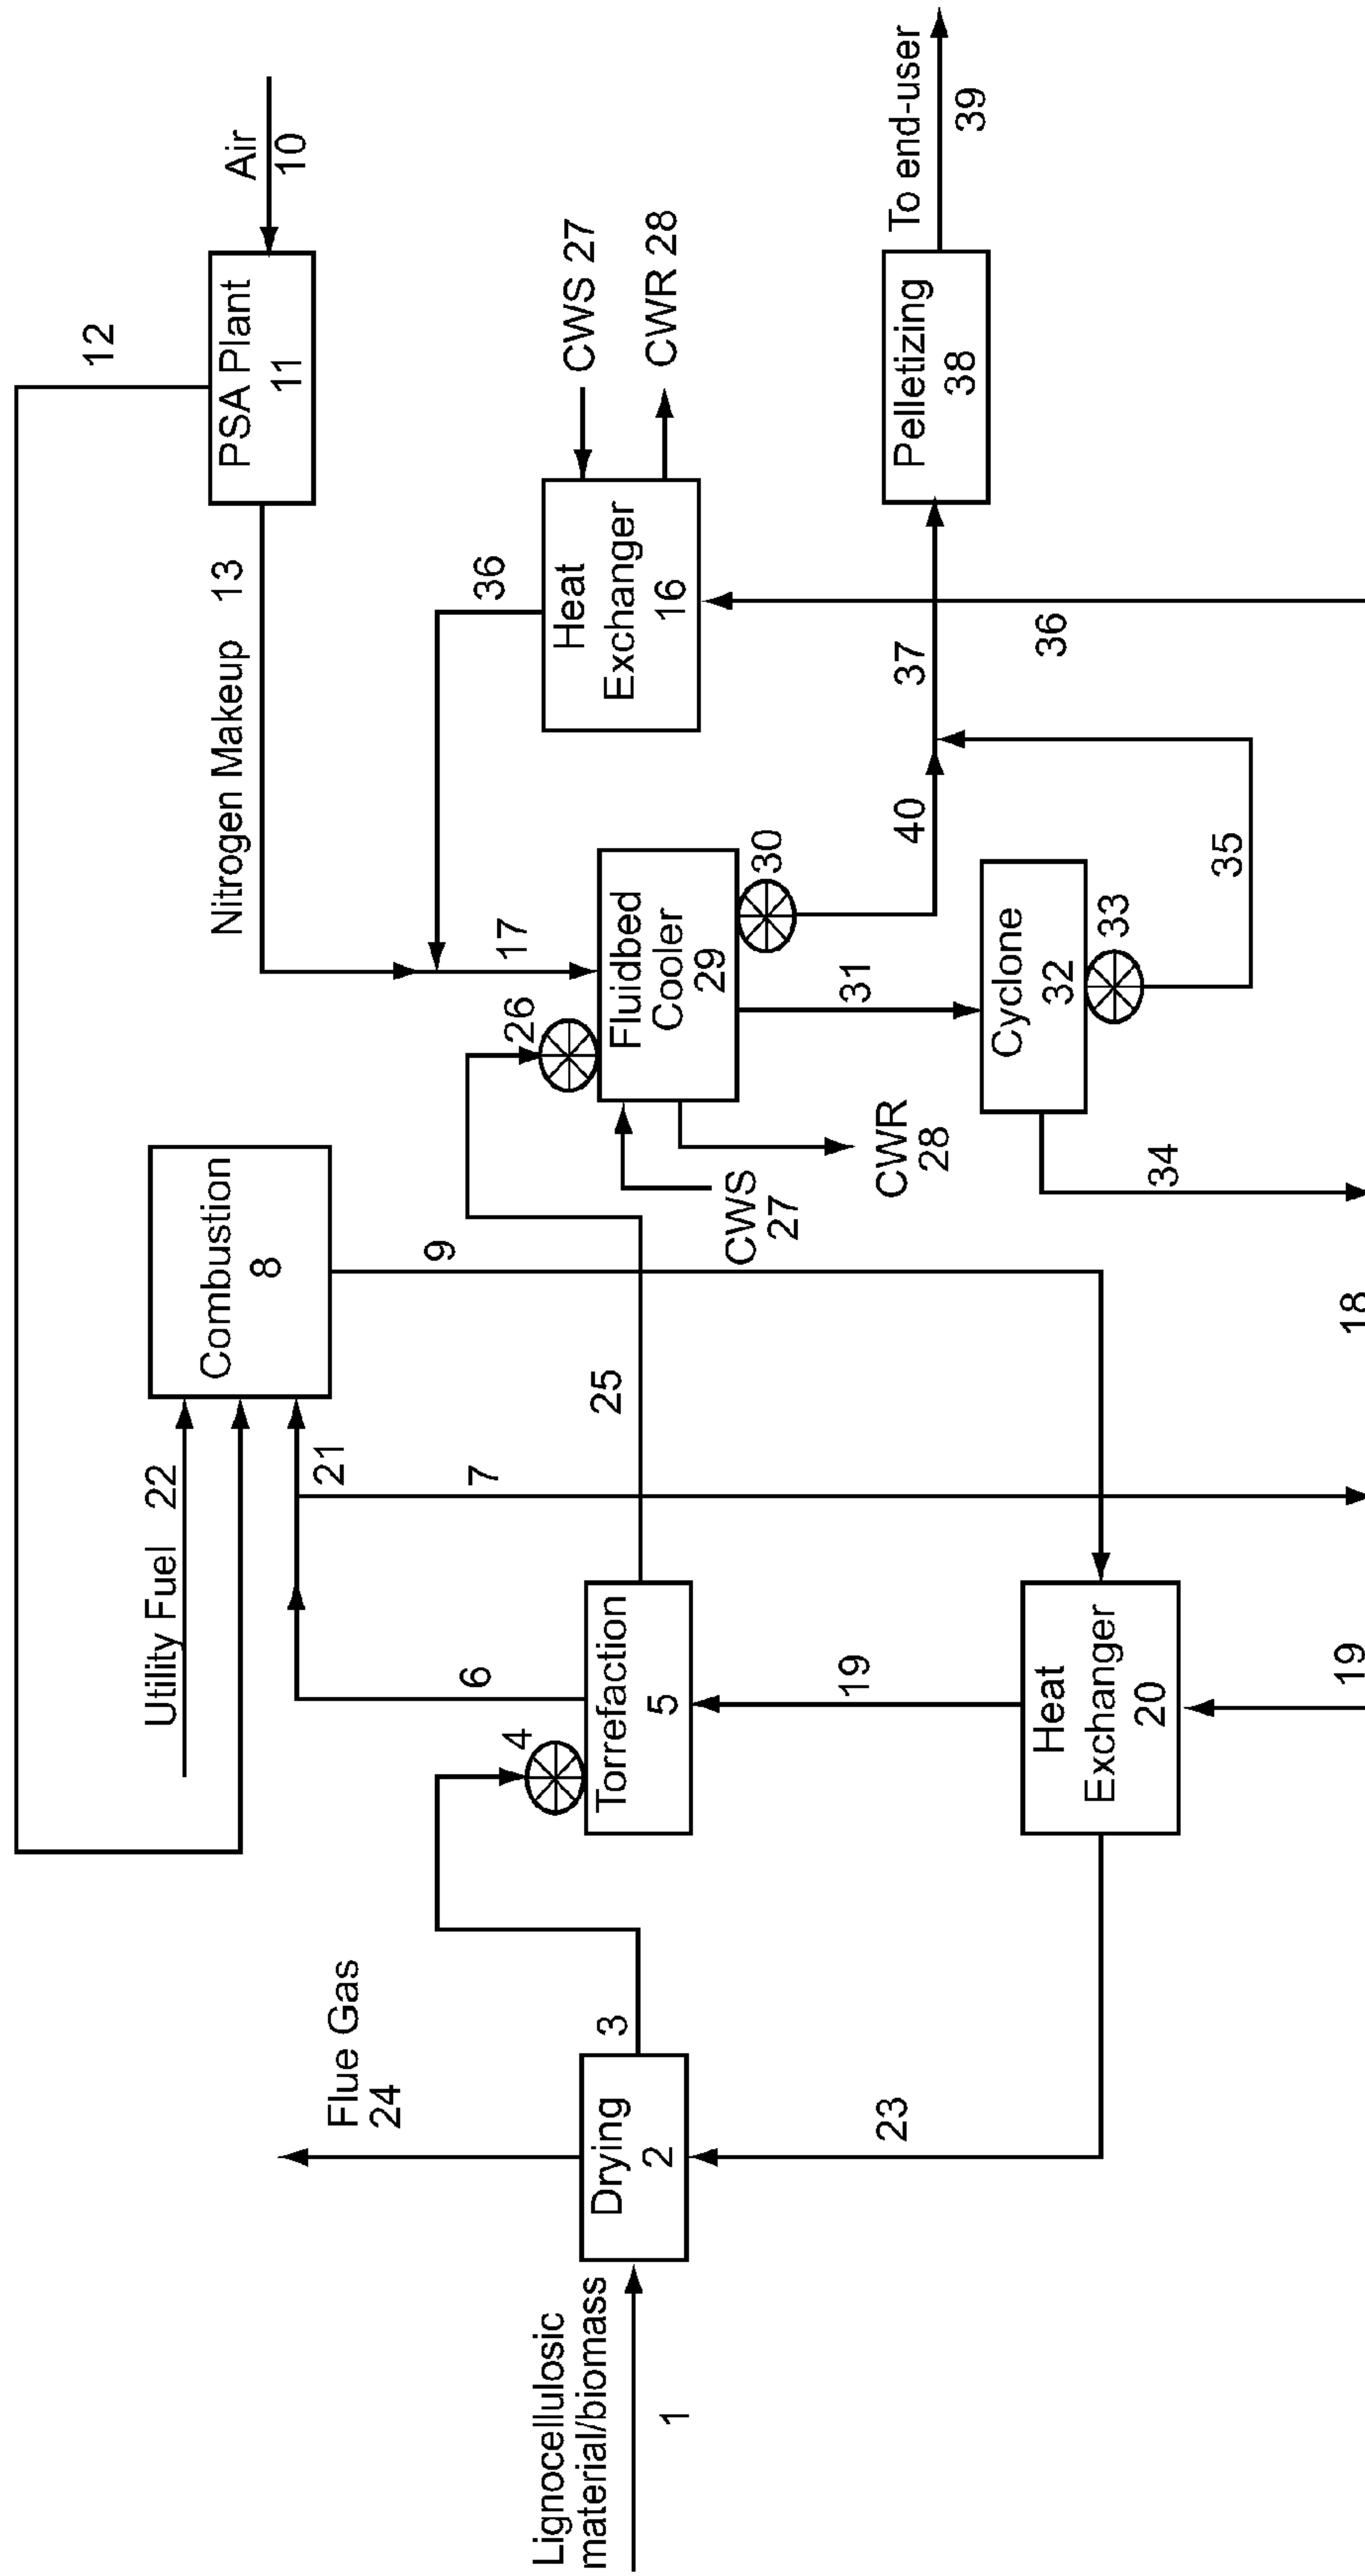 Lignocellulosic
material/biomass
1
Drying
2
Flue Gas
24
3
23
4
Torrefaction
5
6
19
Heat
Exchanger
20
19
Utility Fuel 22
21
7
Combustion
8
9
25
18
12
PSA Plant
11
Air
10
Nitrogen Makeup 13
17
26
Fluidbed
Cooler
29
CWS
27
CWR
28
30
31
Cyclone
32
33
34
35
40
37
36
Heat
Exchanger
16
CWS 27
CWR 28
36
Pelletizing
38
To end-user
39